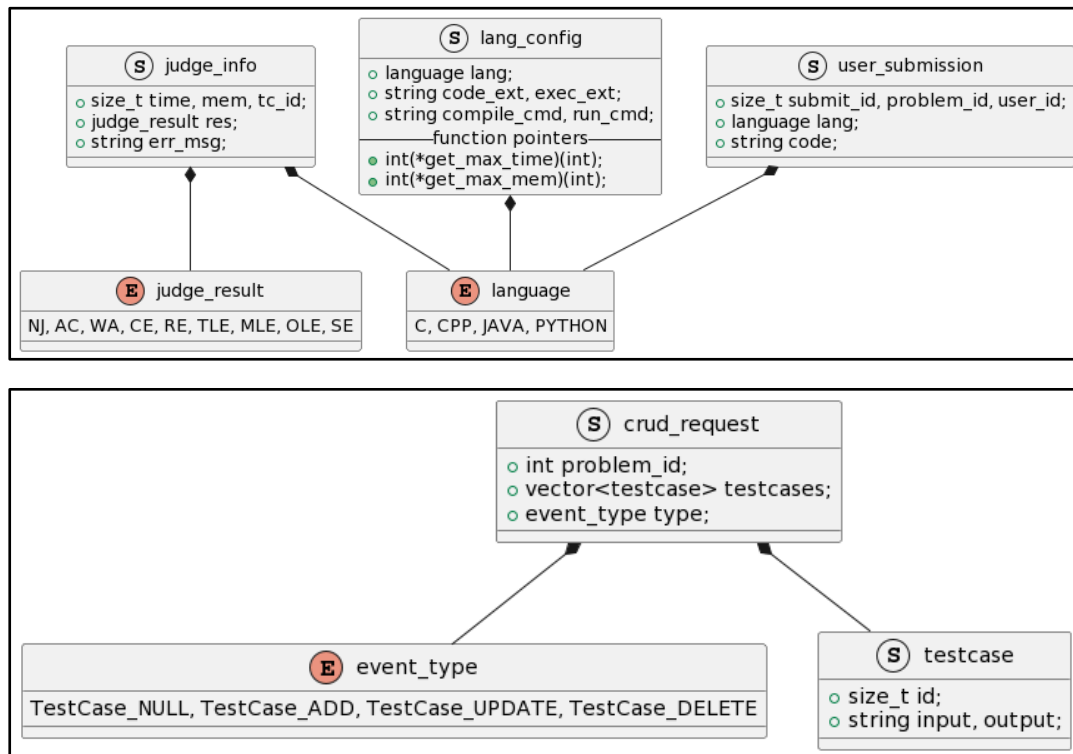 S judge_info
size_t time, mem, tc_id;
judge_result res;
string err_msg;
S lang_config
language lang;
string code_ext, exec_ext;
string compile_cmd, run_cmd;
function pointers
int(*get_max_time)(int);
int(*get_max_mem)(int);
S user_submission
size_t submit_id, problem_id, user_id;
language lang;
string code;
E judge_result
NJ, AC, WA, CE, RE, TLE, MLE, OLE, SE
E language
C, CPP, JAVA, PYTHON
S crud_request
int problem_id;
vector<testcase> testcases;
event_type type;
E event_type
TestCase_NULL, TestCase_ADD, TestCase_UPDATE, TestCase_DELETE
S testcase
size_t id;
string input, output;